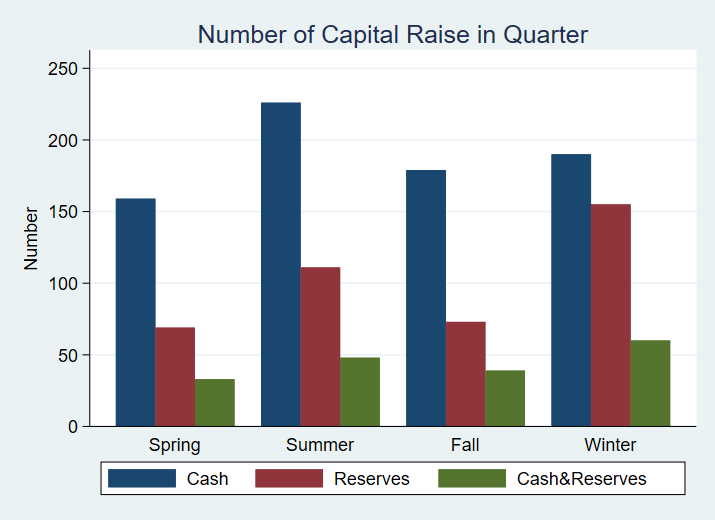 Number of Capital Raise in Quarter
Number
250
200
150
100
50
0
Spring Summer Fall Winter
Cash Reserves Cash&Reserves